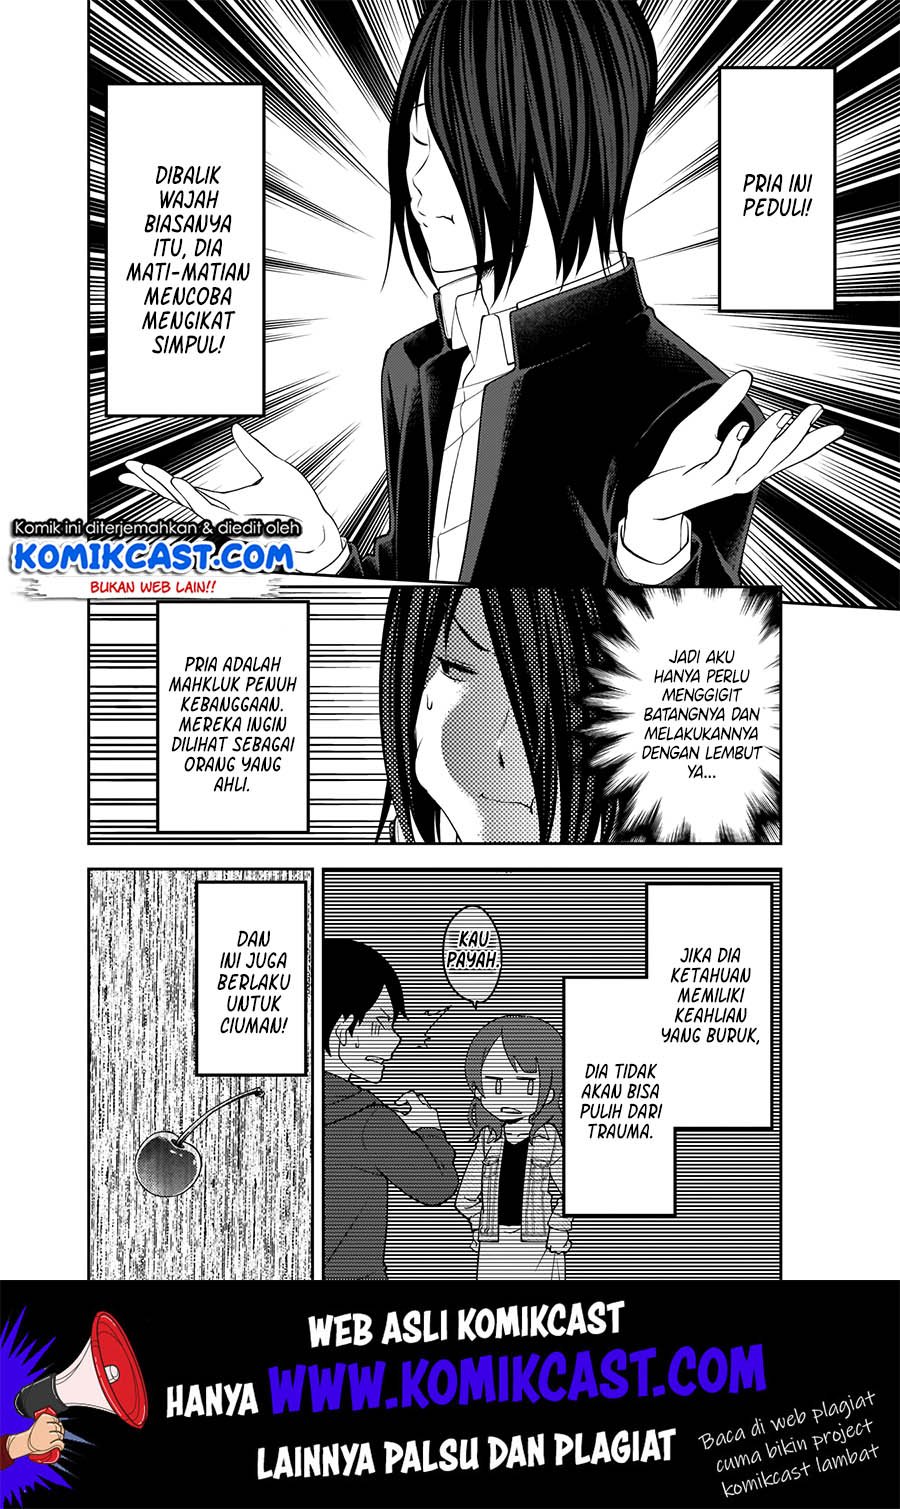 PRIA INI
PEDULI!
DIBALIK
WAJAH
BIASANYA
ITU, DIA
MATI-MATIAN
MENCOBA
MENGIKAT
SIMPUL!
Komik ini diterjemahkan & diedit oleh
KOMIKCAST.COM
BUKAN WEB LAIN!!
JADI AKU
HANYA PERLU
MENGGIGIT
BATANGNYA DAN
MELAKUKANNYA
DENGAN LEMBUT
YA...
PRIA ADALAH
MAHKLUK PENUH
KEBANGGAAN.
MEREKA INGIN
DILIHAT SEBAGAI
ORANG YANG
AHLI.
JIKA DIA
KETAHUAN
MEMILIKI
KEAHLIAN
YANG BURUK,
DIA TIDAK
AKAN BISA
PULIH DARI
TRAUMA.
KAU
PAYAH.
DAN
INI JUGA
BERLAKU
UNTUK
CIUMAN!
WEB ASLI KOMIKCAST
HANYA WWW.KOMIKCAST.COM
LAINNYA PALSU DAN PLAGIAT
Baca di web plagiat
cuma bikin project
komikcast lambat